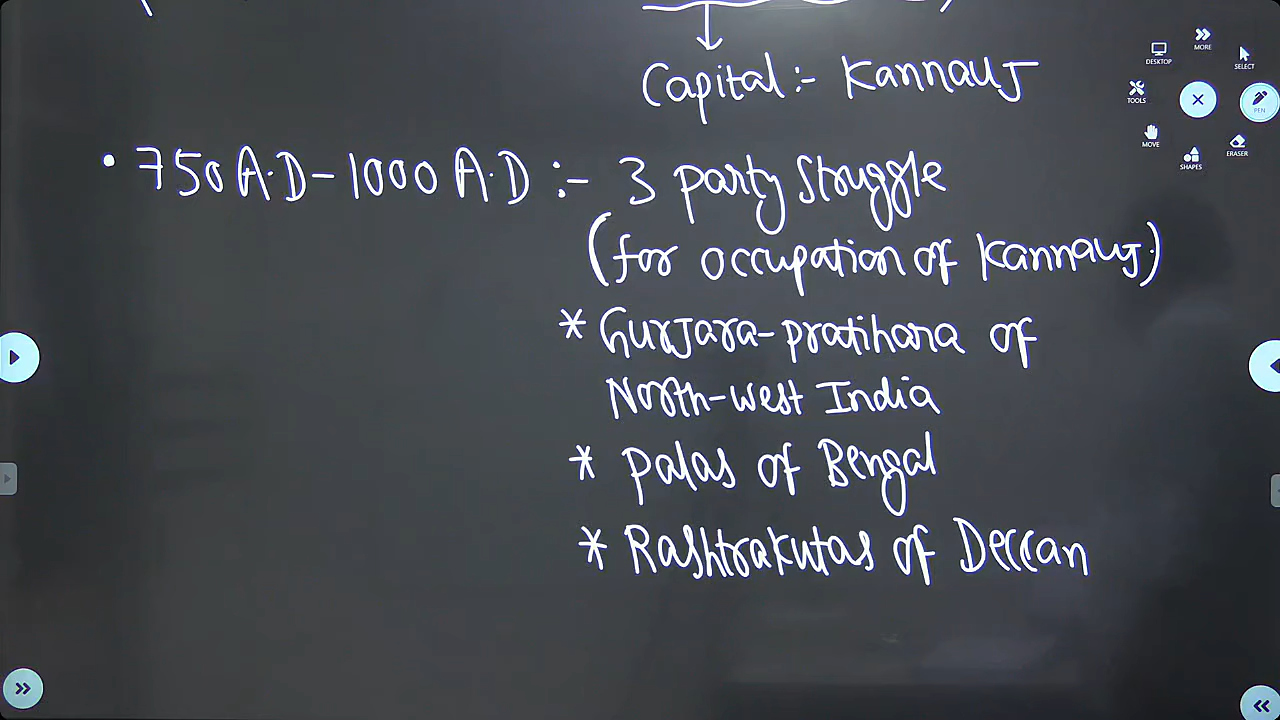 Capital:- Kannauj
• 750 A.D - 1000 A.D :- 3 party struggle
(for occupation of Kannauj.)
* Gurjara-pratihara of
North-west India
* Palas of Bengal
* Rashtrakutas of Deccan
DESKTOP
MORE
SELECT
TOOLS
PEN
MOVE
SHAPES
ERASER